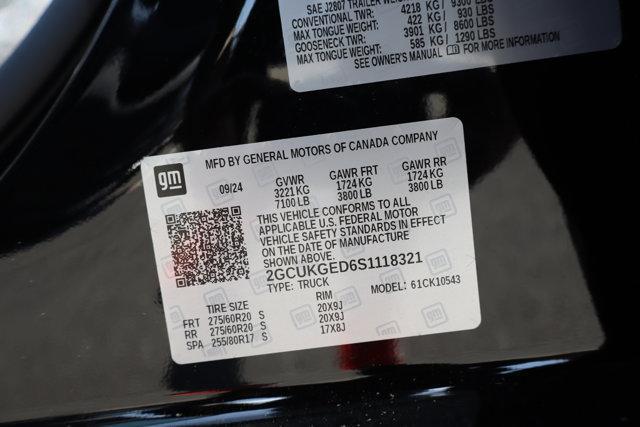 SAE J2807 TRAILER
CONVENTIONAL TWR: 4218 KG / 9300 LBS
MAX TONGUE WEIGHT: 422 KG / 930 LBS
GOOSENECK TWR: 3901 KG / 8600 LBS
MAX TONGUE WEIGHT: 585 KG / 1290 LBS
SEE OWNER'S MANUAL FOR MORE INFORMATION
MFD BY GENERAL MOTORS OF CANADA COMPANY
gm
09/24 GVWR GAWR FRT GAWR RR
3221 KG 1724 KG 1724 KG
7100 LB 3800 LB 3800 LB
THIS VEHICLE CONFORMS TO ALL
APPLICABLE U.S. FEDERAL MOTOR
VEHICLE SAFETY STANDARDS IN EFFECT
ON THE DATE OF MANUFACTURE
SHOWN ABOVE.
2GCUKGED6S1118321
TYPE: TRUCK MODEL: 61CK10543
TIRE SIZE RIM
FRT 275/60R20 S 20X9J
RR 275/60R20 S 20X9J
SPA 255/80R17 S 17X8J